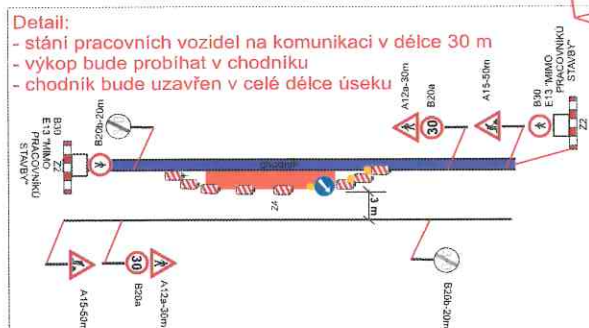 Detail:
- stáni pracovních vozidel na komunikaci v délce 30 m
- výkop bude probíhat v chodníku
- chodník bude uzavřen v celé délce úseku
B30
E13 "MIMO
PRACOVNÍKŮ
STAVBY"
Z2
B20b-20m
A12a-30m
B20a
30
A15-50m
B30
E13 "MIMO
PRACOVNÍKŮ
STAVBY"
Z2
chodník
Z4
3 m
A15-50m
30
B20a
A12a-30m
B20b-20m